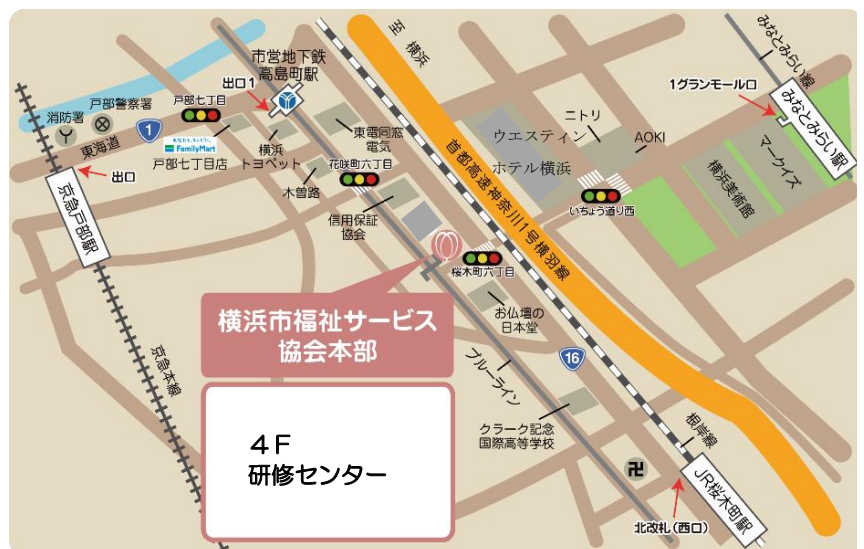 市営地下鉄
高島町駅
出口1
至 横浜
みなとみらい線
1グランモール口
みなとみらい駅
消防署
戸部警察署
戸部七丁目
1
東海道
FamilyMart
戸部七丁目店
横浜
トヨペット
東電同窓
電気
花咲町六丁目
木曽路
ウエスティン
ホテル横浜
ニトリ
AOKI
マークイズ
横浜美術館
いちょう通り西
出口
京急戸部駅
信用保証
協会
首都高速神奈川1号横羽線
桜木町六丁目
横浜市福祉サービス
協会本部
お仏壇の
日本堂
京急本線
ブルーライン
16
4F
研修センター
クラーク記念
国際高等学校
根岸線
卍
JR桜木町駅
北改札(西口)